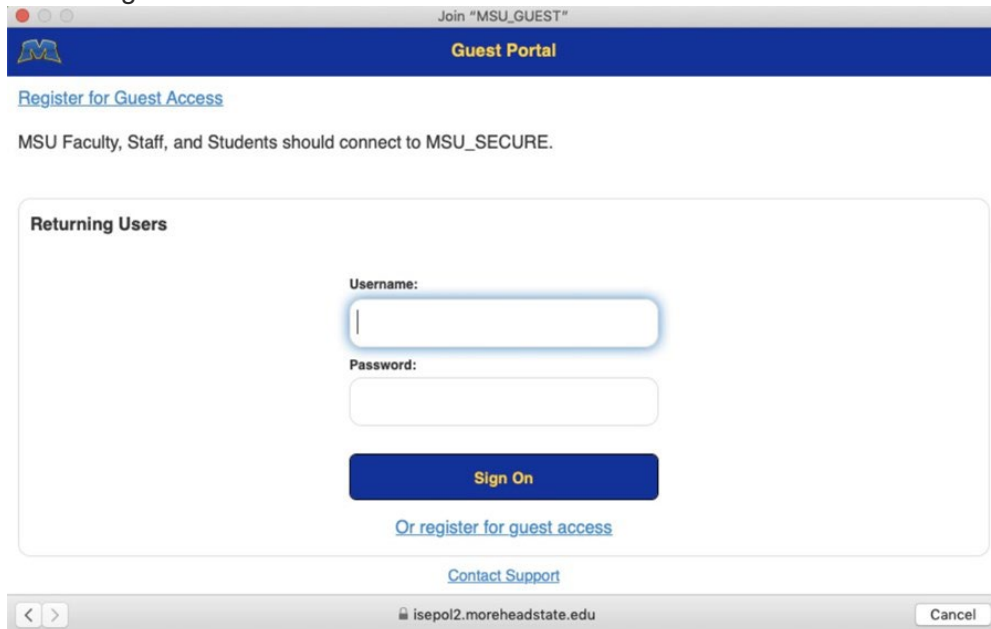 Join "MSU_GUEST"
M
Guest Portal
Register for Guest Access
MSU Faculty, Staff, and Students should connect to MSU_SECURE.
Returning Users
Username:
Password:
Sign On
Or register for guest access
Contact Support
isepol2.moreheadstate.edu
Cancel